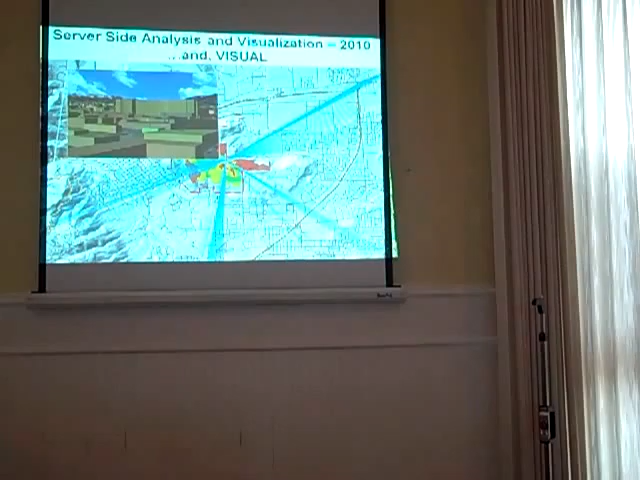 Server Side Analysis and Visualization – 2010
...and, VISUAL